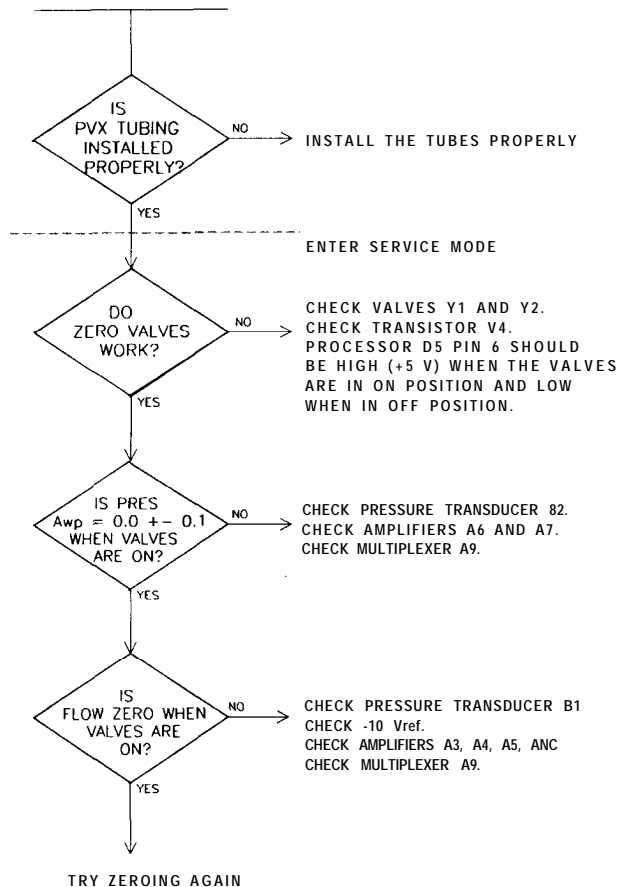 IS
PVX TUBING
INSTALLED
PROPERLY?
NO
INSTALL THE TUBES PROPERLY
YES
ENTER SERVICE MODE
DO
ZERO VALVES
WORK?
NO
CHECK VALVES Y1 AND Y2.
CHECK TRANSISTOR V4.
PROCESSOR D5 PIN 6 SHOULD
BE HIGH (+5 V) WHEN THE VALVES
ARE IN ON POSITION AND LOW
WHEN IN OFF POSITION.
YES
IS PRES
Awp = 0.0 +- 0.1
WHEN VALVES
ARE ON?
NO
CHECK PRESSURE TRANSDUCER 82.
CHECK AMPLIFIERS A6 AND A7.
CHECK MULTIPLEXER A9.
YES
IS
FLOW ZERO WHEN
VALVES ARE
ON?
NO
CHECK PRESSURE TRANSDUCER B1
CHECK -10 Vref.
CHECK AMPLIFIERS A3, A4, A5, ANC
CHECK MULTIPLEXER A9.
YES
TRY ZEROING AGAIN